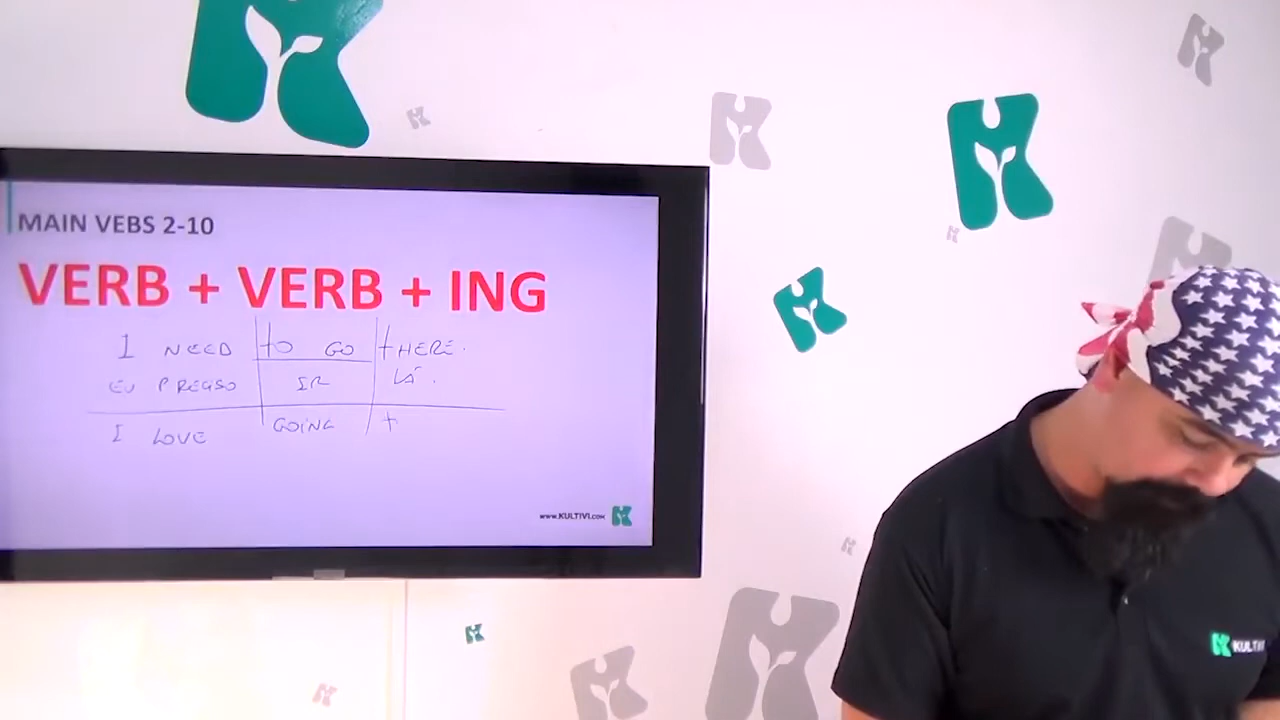 MAIN VEBS 2-10
VERB + VERB + ING
I NEED TO GO THERE.
EU PRECISO IR LÁ.
I LOVE GOING T
www.KULTIVI.COM
KULTIVI